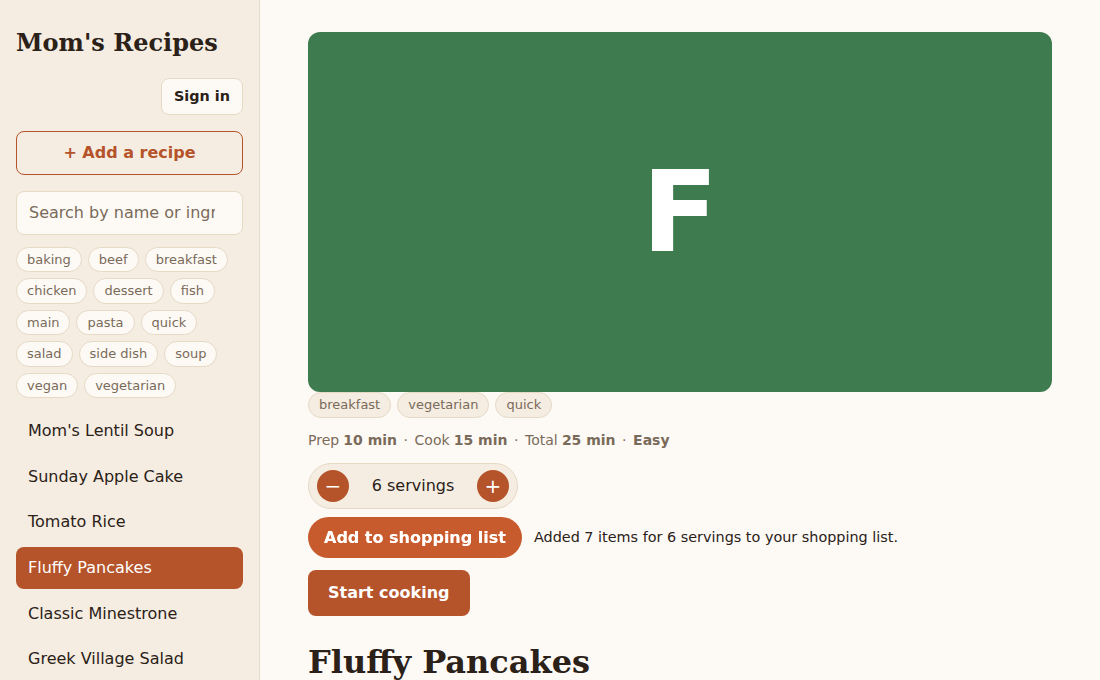 Mom's Recipes
Sign in
+ Add a recipe
Search by name or ingr
baking beef breakfast
chicken dessert fish
main pasta quick
salad side dish soup
vegan vegetarian
Mom's Lentil Soup
Sunday Apple Cake
Tomato Rice
Fluffy Pancakes
Classic Minestrone
Greek Village Salad
F
breakfast vegetarian quick
Prep 10 min · Cook 15 min · Total 25 min · Easy
− 6 servings +
Add to shopping list Added 7 items for 6 servings to your shopping list.
Start cooking
Fluffy Pancakes